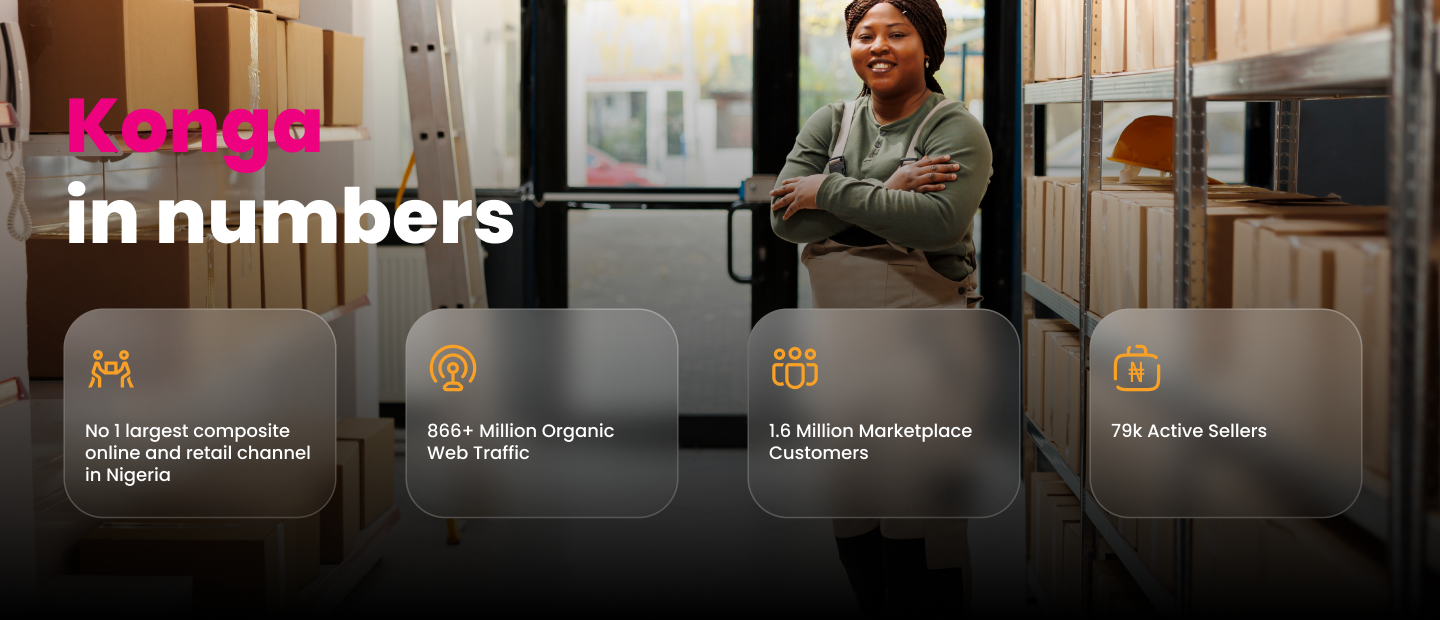 Konga
in numbers
No 1 largest composite
online and retail channel
in Nigeria
866+ Million Organic
Web Traffic
1.6 Million Marketplace
Customers
79k Active Sellers